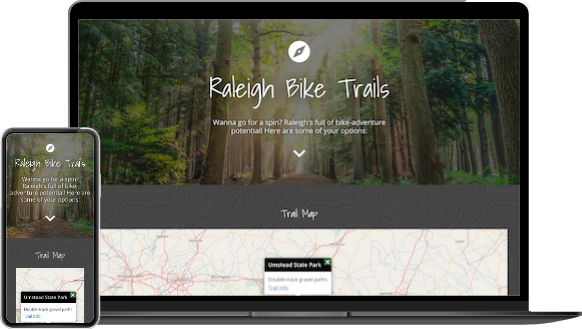 Raleigh Bike Trails
Wanna go for a spin? Raleigh's full of bike-adventure
potential! Here are some of your options:
Trail Map
Umstead State Park
Double-track gravel paths
Trail Info
Raleigh Bike Trails
Wanna go for a spin?
Raleigh's full of bike-
adventure potential! Here are
some of your options:
Trail Map
Umstead State Park
Double-track gravel paths
Trail Info